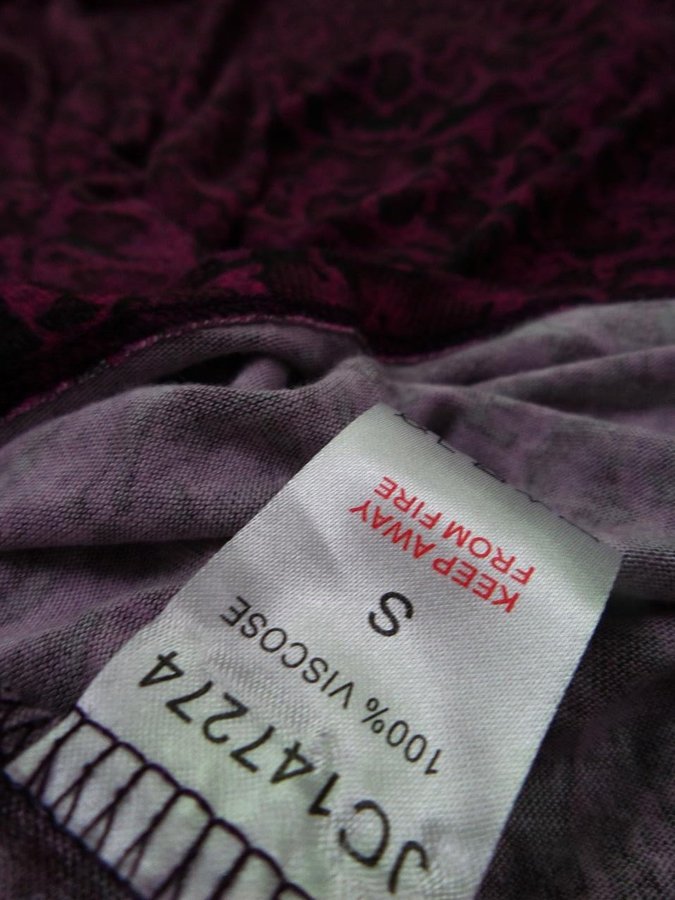 JC147274
100% VISCOSE
S
KEEP AWAY
FROM FIRE